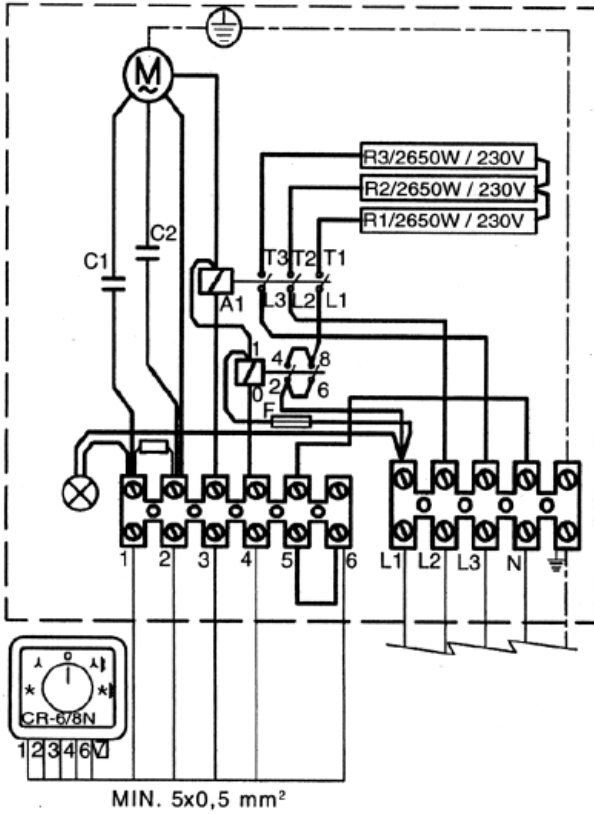 M
~
R3/2650W / 230V
R2/2650W / 230V
R1/2650W / 230V
C1
C2
T3 T2 T1
A1
L3 L2 L1
1
4 8
0
2 6
F
1 2 3 4 5 6
L1 L2 L3 N
0
CR-6/8N
1 2 3 4 6 7
MIN. 5x0,5 mm²